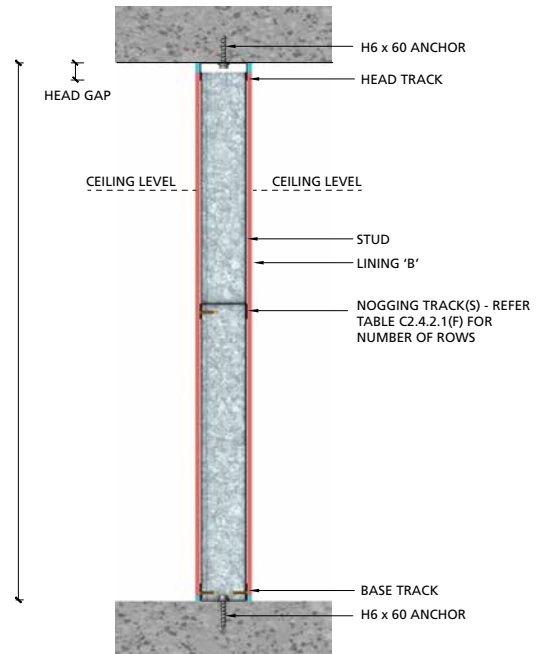 H6 x 60 ANCHOR
HEAD TRACK
HEAD GAP
CEILING LEVEL
CEILING LEVEL
STUD
LINING ‘B’
NOGGING TRACK(S) - REFER
TABLE C2.4.2.1(F) FOR
NUMBER OF ROWS
BASE TRACK
H6 x 60 ANCHOR